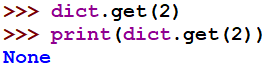 >>> dict.get(2)
>>> print(dict.get(2))
None